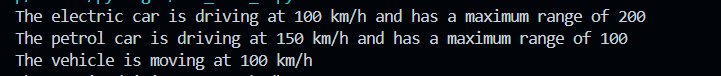 The electric car is driving at 100 km/h and has a maximum range of 200
The petrol car is driving at 150 km/h and has a maximum range of 100
The vehicle is moving at 100 km/h